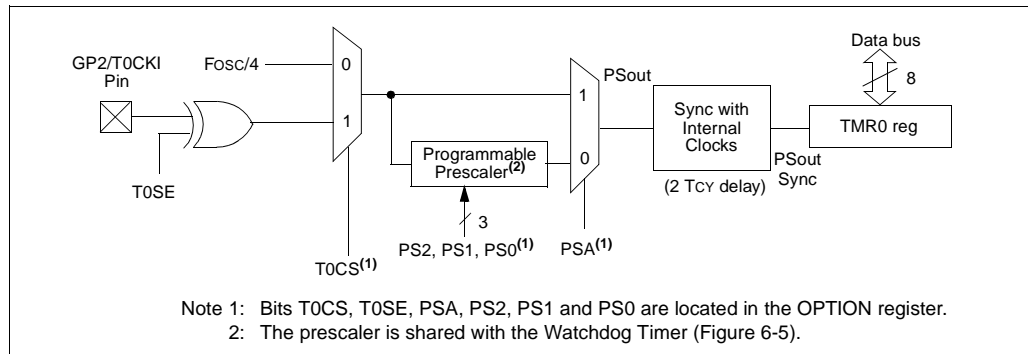 GP2/T0CKI
Pin
FOSC/4
0
1
T0SE
T0CS(1)
Programmable
Prescaler(2)
3
PS2, PS1, PS0(1)
1
0
PSA(1)
PSout
Sync with
Internal
Clocks
(2 TCY delay)
PSout
Sync
Data bus
8
TMR0 reg
Note 1: Bits T0CS, T0SE, PSA, PS2, PS1 and PS0 are located in the OPTION register.
2: The prescaler is shared with the Watchdog Timer (Figure 6-5).